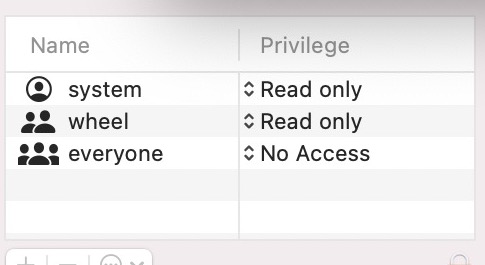 Name Privilege
system Read only
wheel Read only
everyone No Access